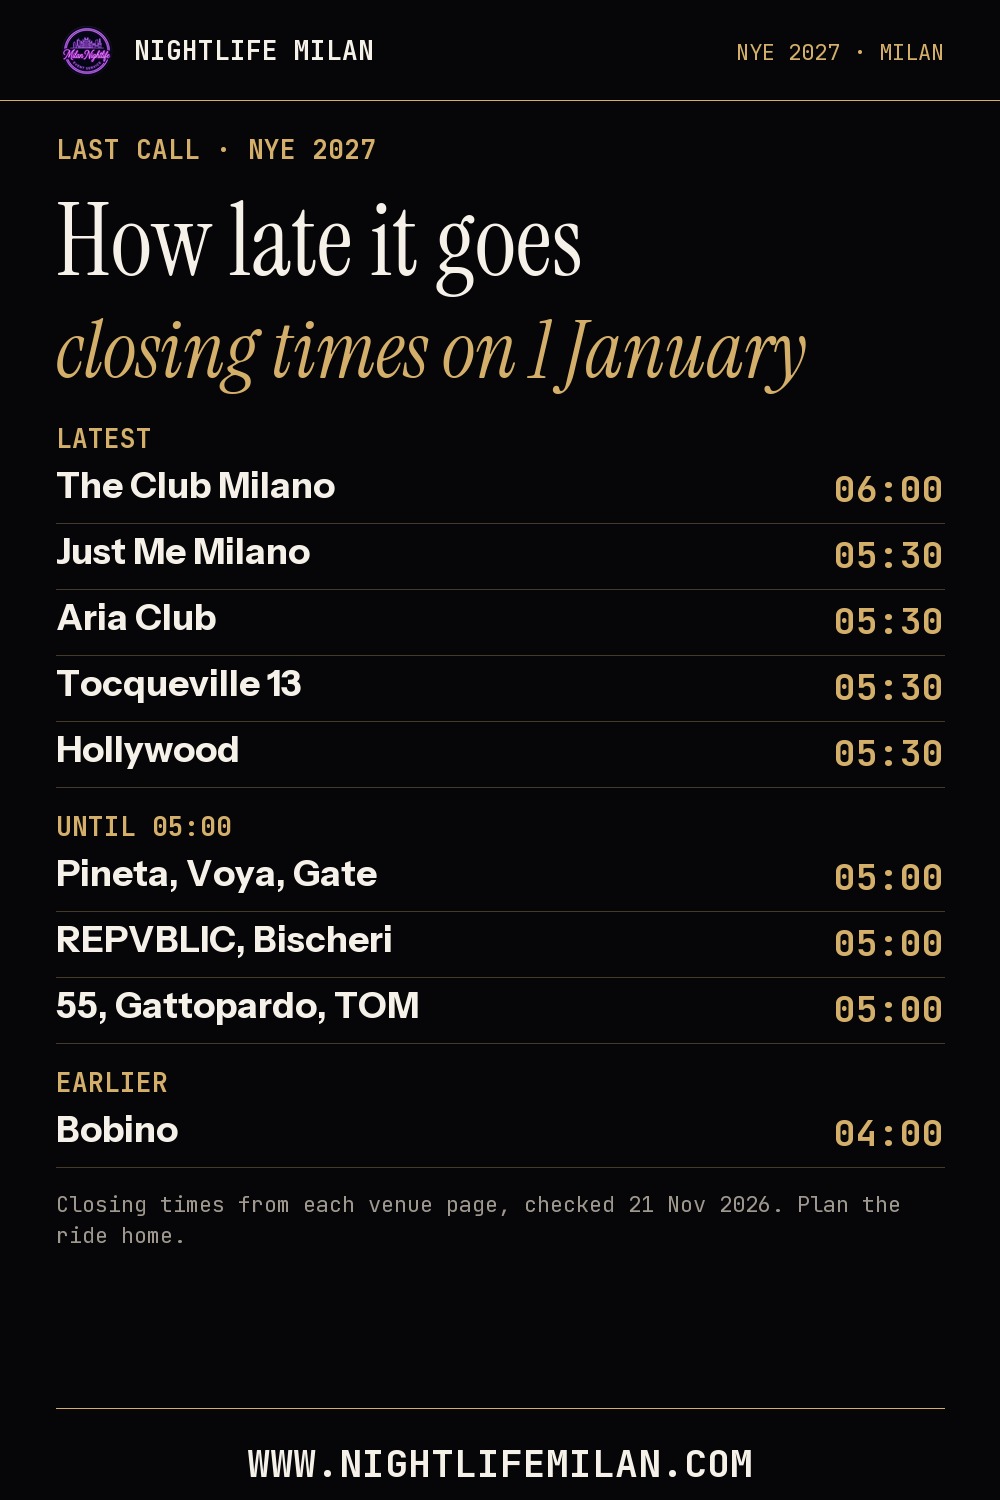 Milan Nightlife
NIGHTLIFE MILAN
NYE 2027 · MILAN
LAST CALL · NYE 2027
How late it goes
closing times on 1 January
LATEST
The Club Milano 06:00
Just Me Milano 05:30
Aria Club 05:30
Tocqueville 13 05:30
Hollywood 05:30
UNTIL 05:00
Pineta, Voya, Gate 05:00
REPVBLIC, Bischeri 05:00
55, Gattopardo, TOM 05:00
EARLIER
Bobino 04:00
Closing times from each venue page, checked 21 Nov 2026. Plan the
ride home.
WWW.NIGHTLIFEMILAN.COM